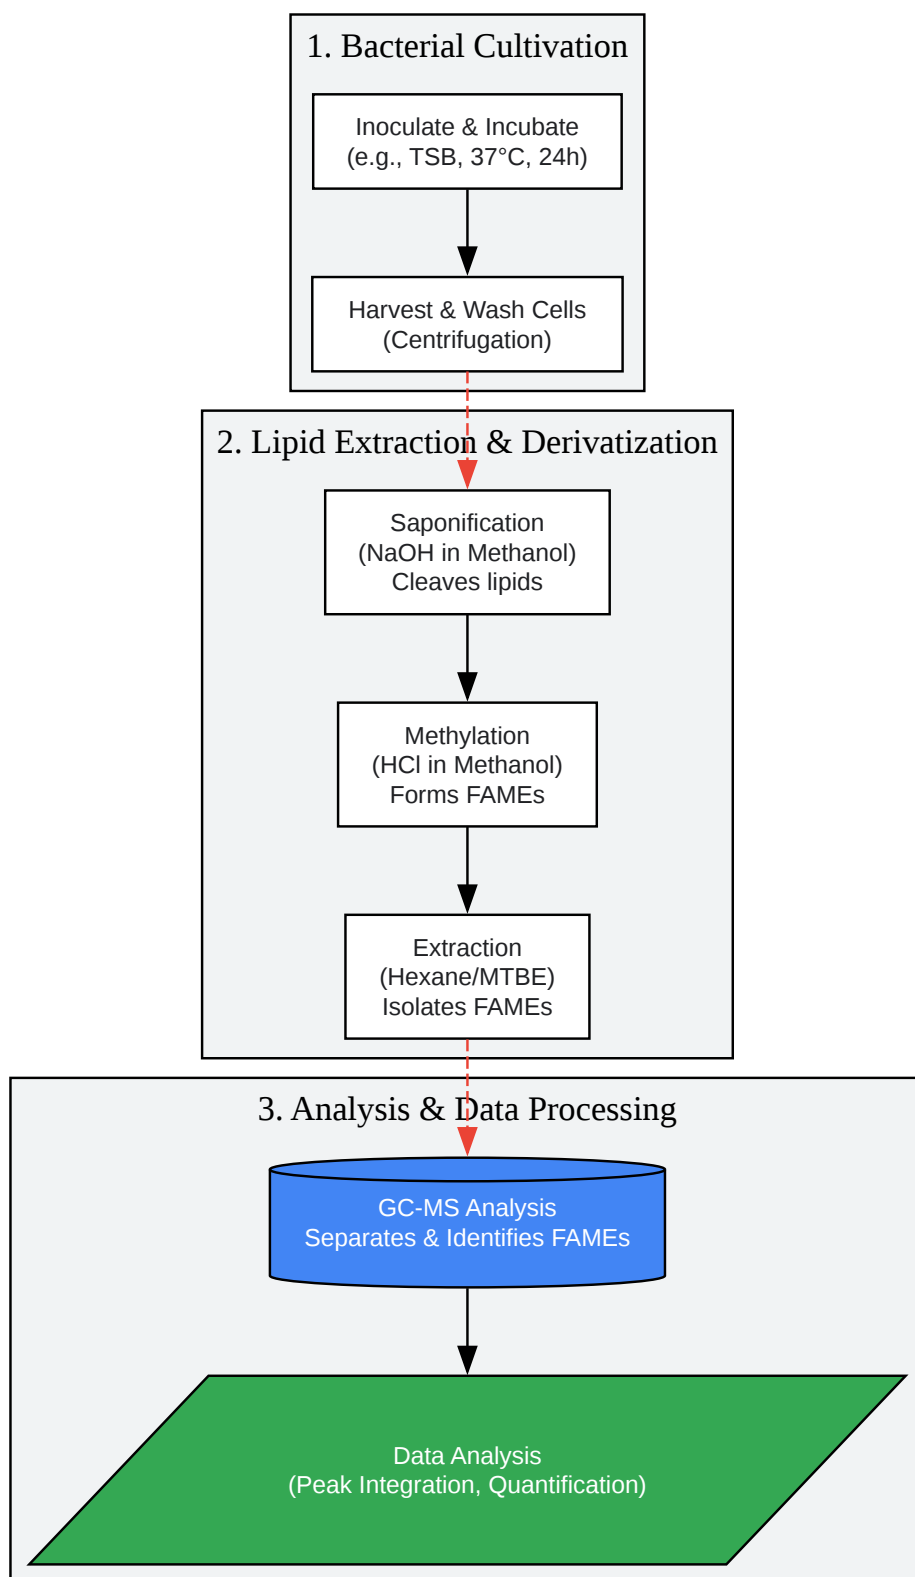 1. Bacterial Cultivation
Inoculate & Incubate
(e.g., TSB, 37°C, 24h)
Harvest & Wash Cells
(Centrifugation)
2. Lipid Extraction & Derivatization
Saponification
(NaOH in Methanol)
Cleaves lipids
Methylation
(HCl in Methanol)
Forms FAMEs
Extraction
(Hexane/MTBE)
Isolates FAMEs
3. Analysis & Data Processing
GC-MS Analysis
Separates & Identifies FAMEs
Data Analysis
(Peak Integration, Quantification)